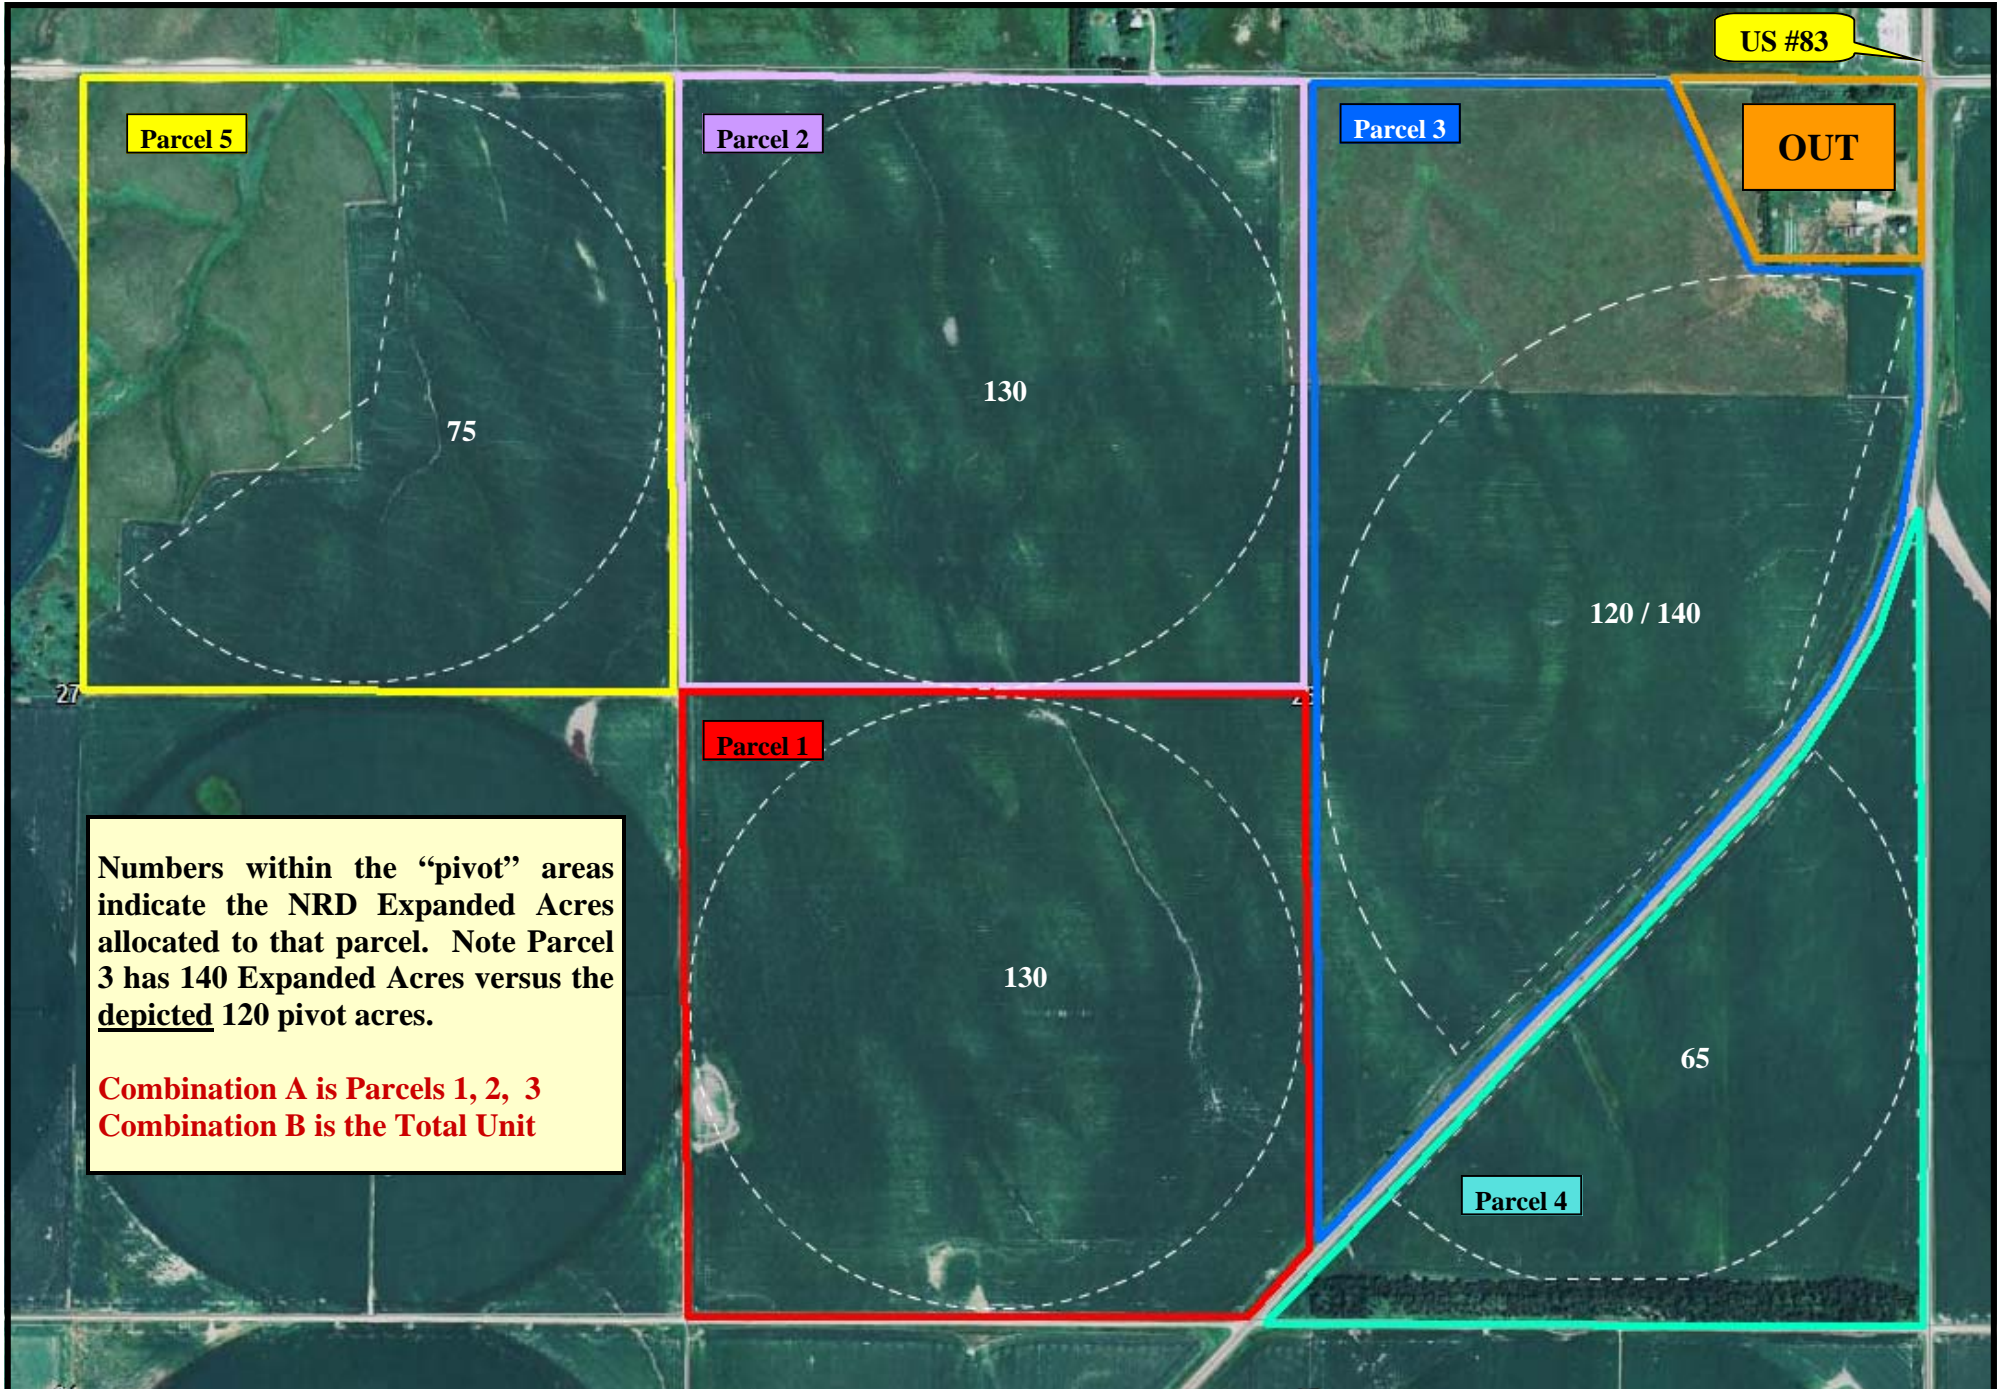 US #83
Parcel 5
Parcel 2
Parcel 3
OUT
130
75
120 / 140
27
Parcel 1
Numbers within the “pivot” areas
indicate the NRD Expanded Acres
allocated to that parcel. Note Parcel
3 has 140 Expanded Acres versus the
depicted 120 pivot acres.
Combination A is Parcels 1, 2, 3
Combination B is the Total Unit
130
65
Parcel 4